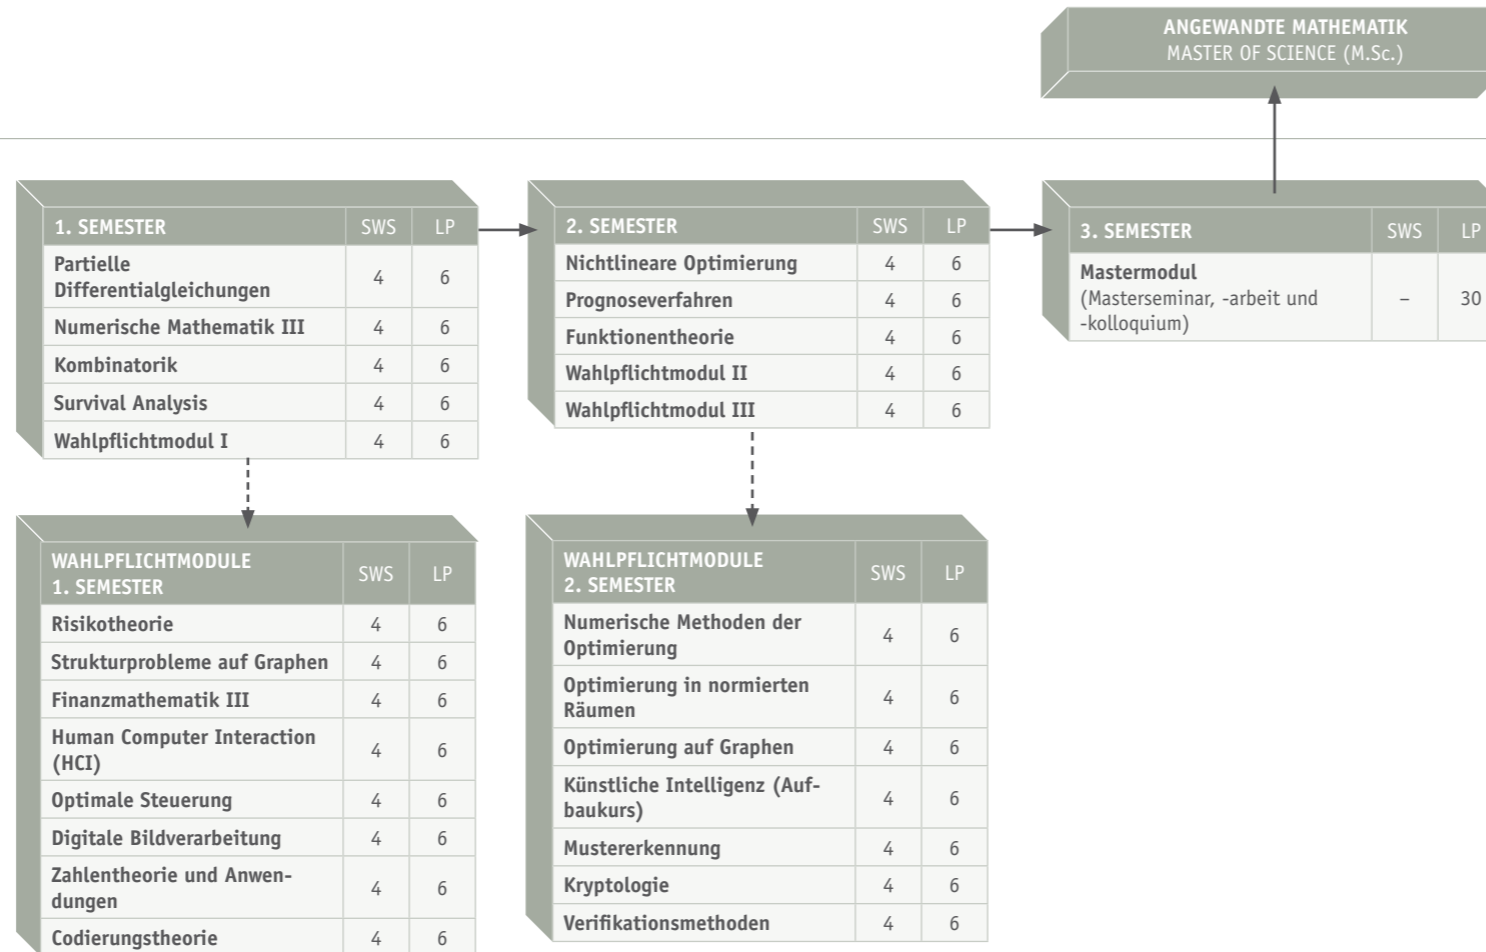 ANGEWANDTE MATHEMATIK
MASTER OF SCIENCE (M.Sc.)
1. SEMESTER SWS LP
Partielle
Differentialgleichungen 4 6
Numerische Mathematik III 4 6
Kombinatorik 4 6
Survival Analysis 4 6
Wahlpflichtmodul I 4 6
2. SEMESTER SWS LP
Nichtlineare Optimierung 4 6
Prognoseverfahren 4 6
Funktionentheorie 4 6
Wahlpflichtmodul II 4 6
Wahlpflichtmodul III 4 6
3. SEMESTER SWS LP
Mastermodul
(Masterseminar, -arbeit und – 30
-kolloquium)
WAHLPFLICHTMODULE
1. SEMESTER SWS LP
Risikotheorie 4 6
Strukturprobleme auf Graphen 4 6
Finanzmathematik III 4 6
Human Computer Interaction
(HCI) 4 6
Optimale Steuerung 4 6
Digitale Bildverarbeitung 4 6
Zahlentheorie und Anwen-
dungen 4 6
Codierungstheorie 4 6
WAHLPFLICHTMODULE
2. SEMESTER SWS LP
Numerische Methoden der
Optimierung 4 6
Optimierung in normierten
Räumen 4 6
Optimierung auf Graphen 4 6
Künstliche Intelligenz (Auf-
baukurs) 4 6
Mustererkennung 4 6
Kryptologie 4 6
Verifikationsmethoden 4 6